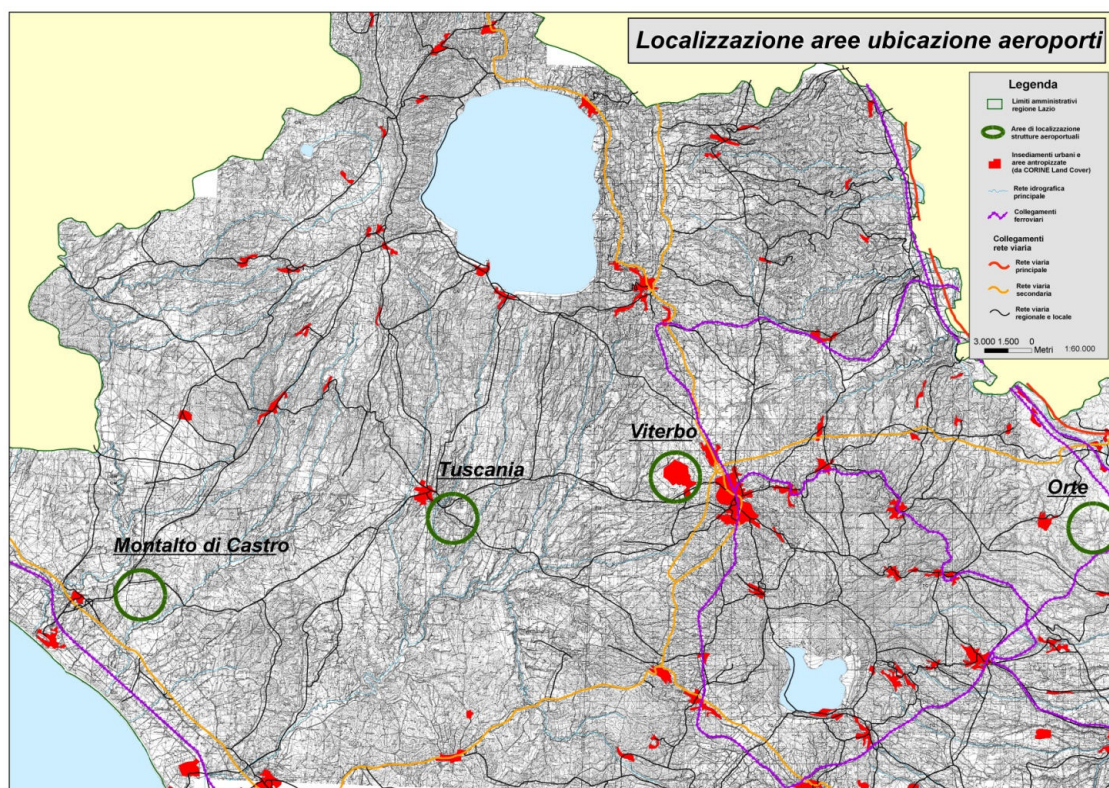 Localizzazione aree ubicazione aeroporti
Legenda
Limiti amministrativi
regione Lazio
Aree di localizzazione
strutture aeroportuali
Insediamenti urbani e
aree antropizzate
(da CORINE Land Cover)
Rete idrografica
principale
Collegamenti
ferroviari
Collegamenti
rete viaria
Rete viaria
principale
Rete viaria
secondaria
Rete viaria
regionale e locale
3.000 1.500 0
Metri 1:60.000
Viterbo
Tuscania
Orte
Montalto di Castro